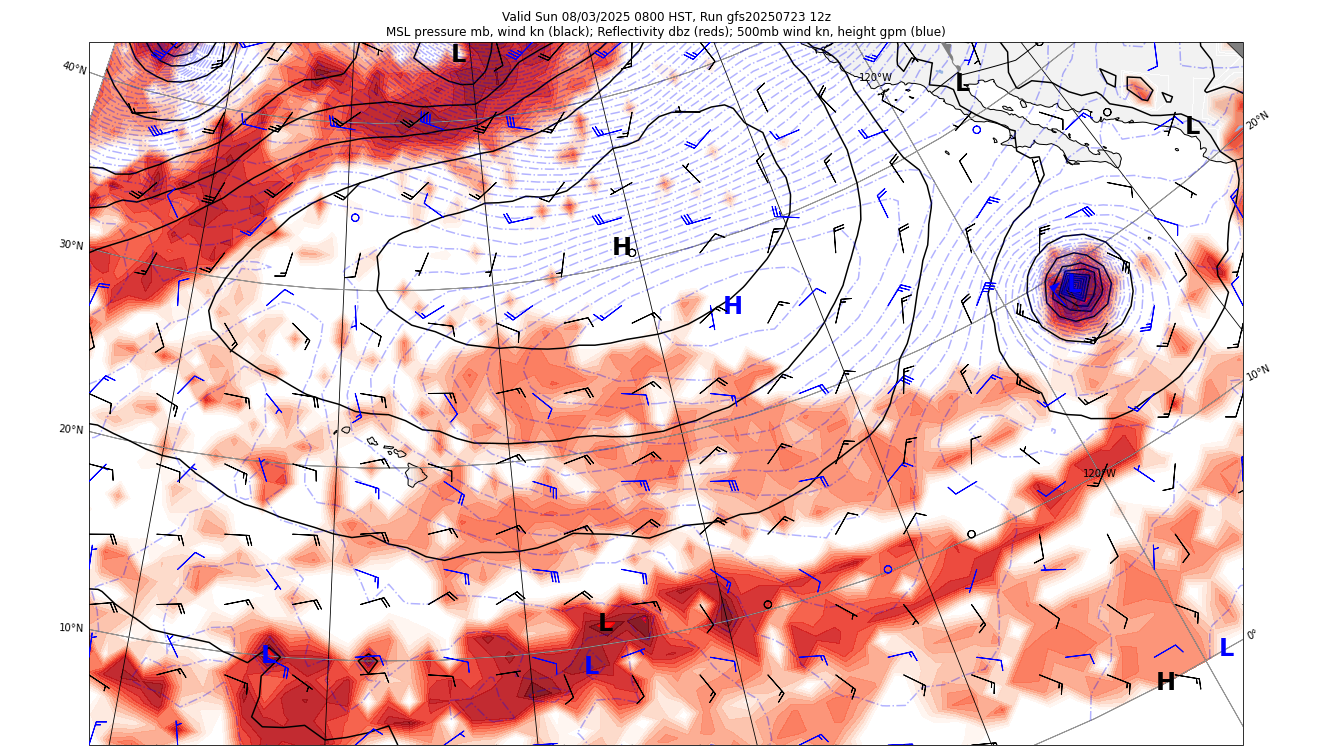 Valid Sun 08/03/2025 0800 HST, Run gfs20250723 12z
MSL pressure mb, wind kn (black); Reflectivity dbz (reds); 500mb wind kn, height gpm (blue)
L
40°N
120°W
L
L
20°N
H
30°N
H
10°N
20°N
120°W
L
10°N
L
L
L
0°
H